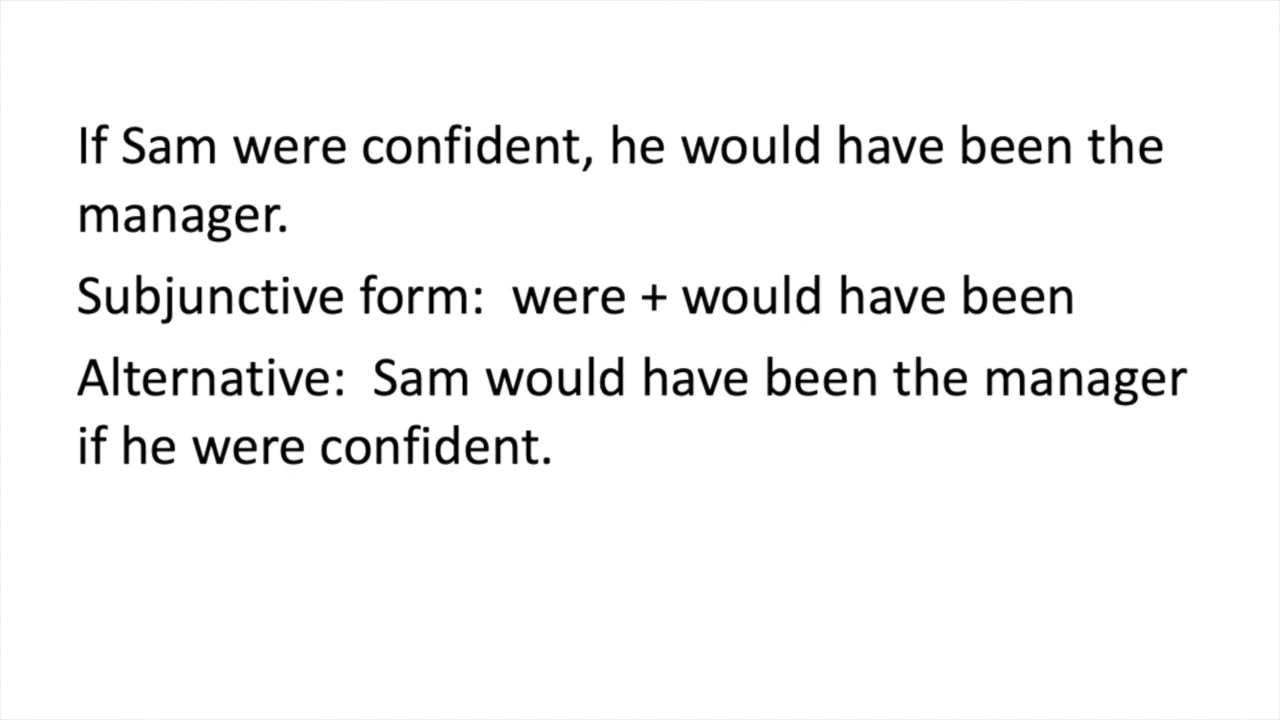 If Sam were confident, he would have been the
manager.
Subjunctive form:  were + would have been
Alternative:  Sam would have been the manager
if he were confident.